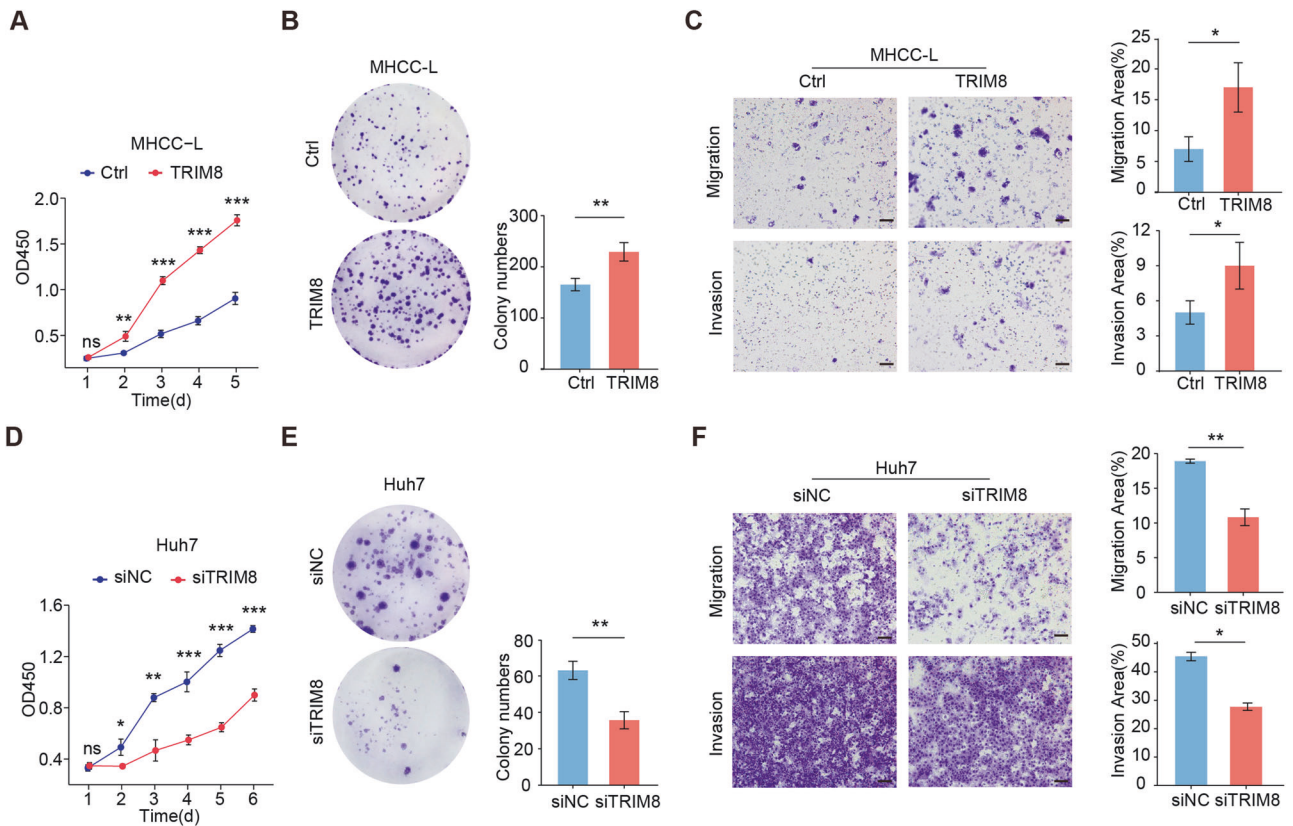 A
MHCC–L
Ctrl TRIM8
OD450
2.0
1.5
1.0
0.5
ns ** *** *** ***
1 2 3 4 5
Time(d)
B
MHCC-L
Ctrl
TRIM8
Colony numbers
300
200
100
0
**
Ctrl TRIM8
C
MHCC-L
Ctrl TRIM8
Migration
Invasion
Migration Area(%)
25
20
15
10
5
0
*
Ctrl TRIM8
Invasion Area(%)
12
9
6
3
0
*
Ctrl TRIM8
D
Huh7
siNC siTRIM8
OD450
1.6
1.2
0.8
0.4
ns * ** *** *** ***
1 2 3 4 5 6
Time(d)
E
Huh7
siNC
siTRIM8
Colony numbers
80
60
40
20
0
**
siNC siTRIM8
F
Huh7
siNC siTRIM8
Migration
Invasion
Migration Area(%)
20
15
10
5
0
**
siNC siTRIM8
Invasion Area(%)
50
40
30
20
10
0
*
siNC siTRIM8